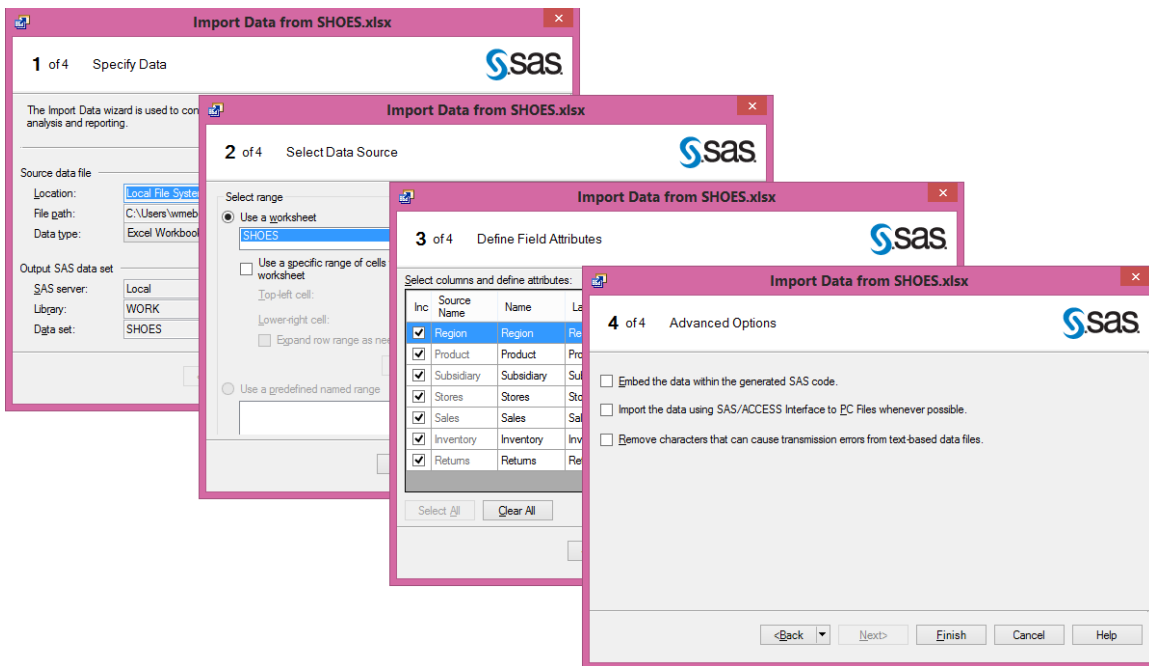 Import Data from SHOES.xlsx
1 of 4 Specify Data
sas
The Import Data wizard is used to con
analysis and reporting.
Source data file
Location: Local File Syste
File path: C:\Users\wmeb
Data type: Excel Workbool
Output SAS data set
SAS server: Local
Library: WORK
Data set: SHOES
Import Data from SHOES.xlsx
2 of 4 Select Data Source
sas
Select range
Use a worksheet
SHOES
Use a specific range of cells
worksheet
Top-left cell:
Lower-right cell:
Expand row range as nee
Use a predefined named range
Import Data from SHOES.xlsx
3 of 4 Define Field Attributes
sas
Select columns and define attributes:
Inc Source Name Name La
Region Region Re
Product Product Pro
Subsidiary Subsidiary Sul
Stores Stores Sto
Sales Sales Sal
Inventory Inventory Inv
Returns Returns Re
Select All Clear All
Import Data from SHOES.xlsx
4 of 4 Advanced Options
sas
Embed the data within the generated SAS code.
Import the data using SAS/ACCESS Interface to PC Files whenever possible.
Remove characters that can cause transmission errors from text-based data files.
<Back Next> Finish Cancel Help